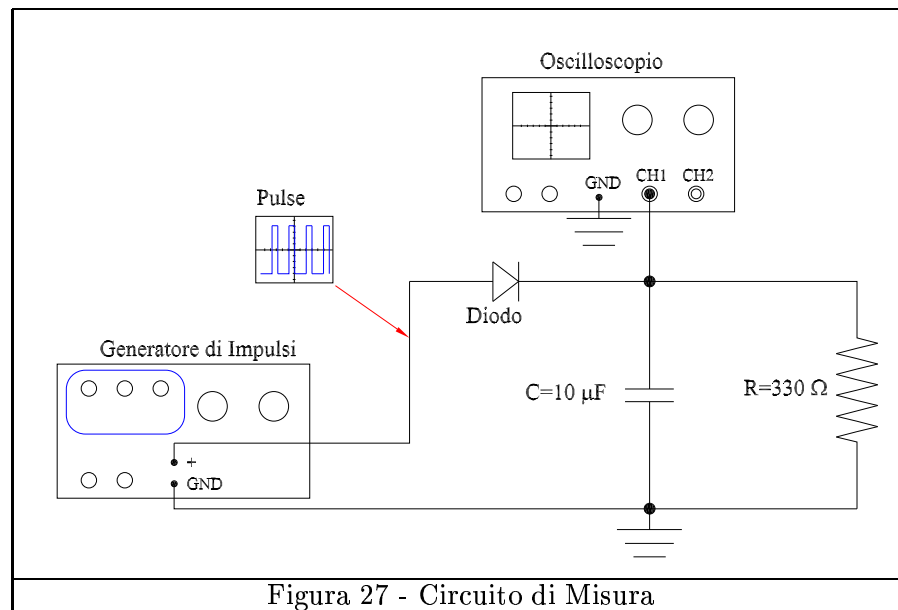 Oscilloscopio
GND
CH1
CH2
Pulse
Diodo
Generatore di Impulsi
C=10 µF
R=330 Ω
+
GND
Figura 27 - Circuito di Misura